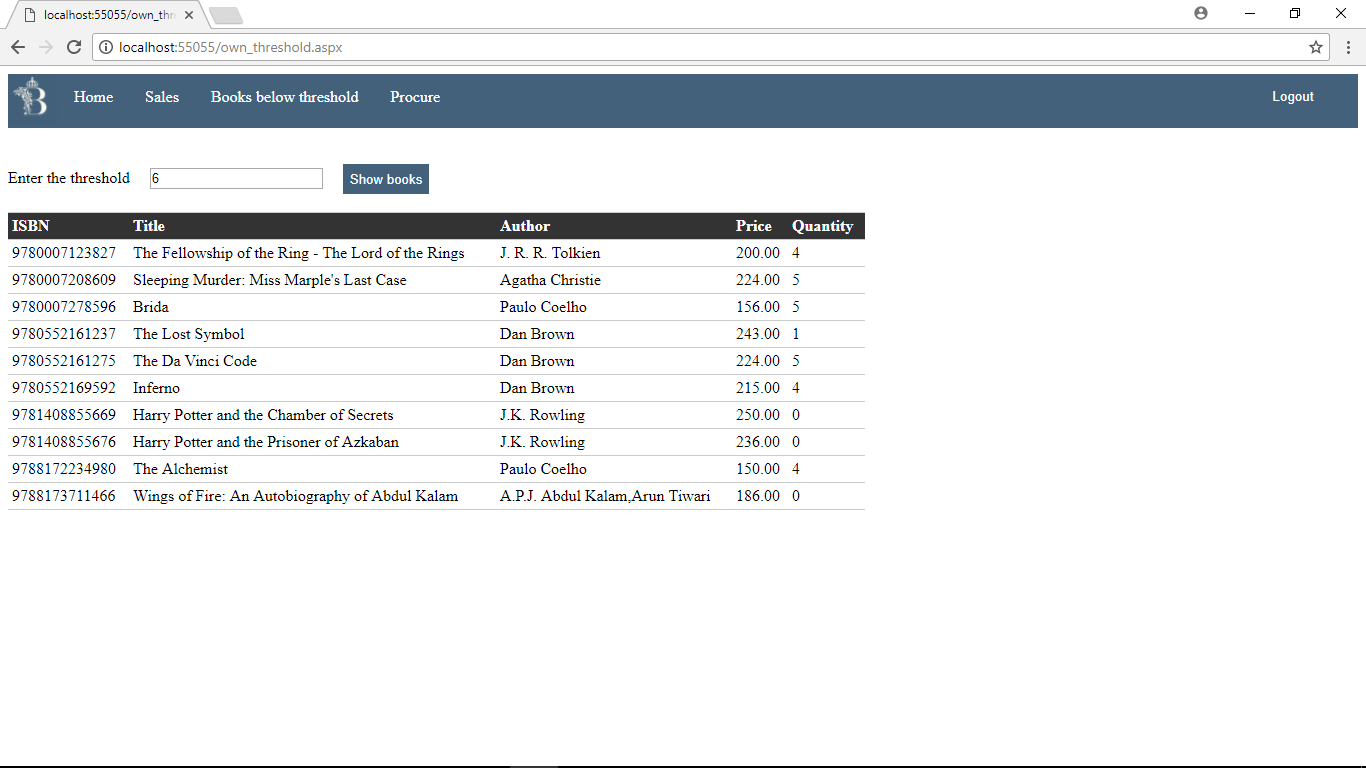 localhost:55055/own_thr
localhost:55055/own_threshold.aspx
B Home Sales Books below threshold Procure Logout
Enter the threshold 6 Show books
ISBN Title Author Price Quantity
9780007123827 The Fellowship of the Ring - The Lord of the Rings J. R. R. Tolkien 200.00 4
9780007208609 Sleeping Murder: Miss Marple's Last Case Agatha Christie 224.00 5
9780007278596 Brida Paulo Coelho 156.00 5
9780552161237 The Lost Symbol Dan Brown 243.00 1
9780552161275 The Da Vinci Code Dan Brown 224.00 5
9780552169592 Inferno Dan Brown 215.00 4
9781408855669 Harry Potter and the Chamber of Secrets J.K. Rowling 250.00 0
9781408855676 Harry Potter and the Prisoner of Azkaban J.K. Rowling 236.00 0
9788172234980 The Alchemist Paulo Coelho 150.00 4
9788173711466 Wings of Fire: An Autobiography of Abdul Kalam A.P.J. Abdul Kalam,Arun Tiwari 186.00 0